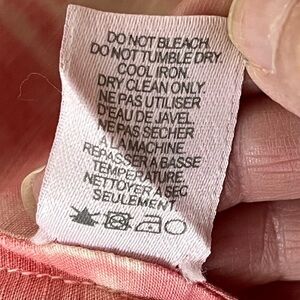 DO NOT BLEACH
DO NOT TUMBLE DRY
COOL IRON
DRY CLEAN ONLY
NE PAS UTILISER
D'EAU DE JAVEL
NE PAS SECHER
A LA MACHINE
REPASSER A BASSE
TEMPERATURE
NETTOYER A SEC
SEULEMENT